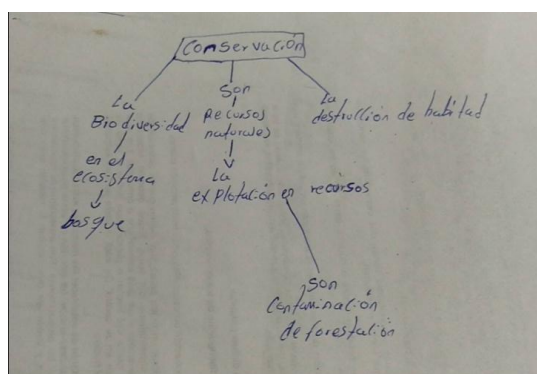 Conservación
La
Biodiversidad
en el
ecosistema
bosque
Son
Recursos
naturales
La
explotación en recursos
Son
Contaminación
deforestación
La
destrucción de habitad